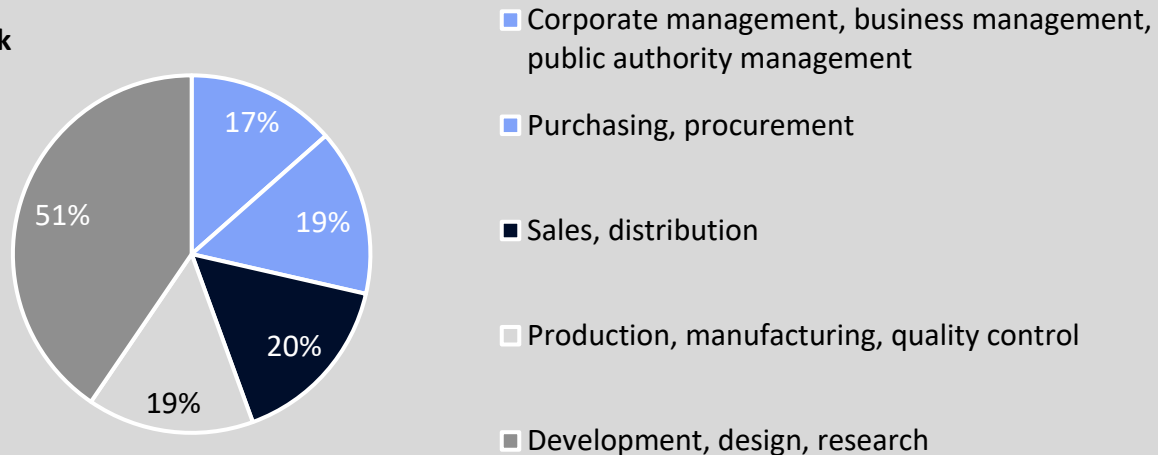 k
Corporate management, business management,
public authority management
Purchasing, procurement
Sales, distribution
Production, manufacturing, quality control
Development, design, research
17%
19%
20%
19%
51%